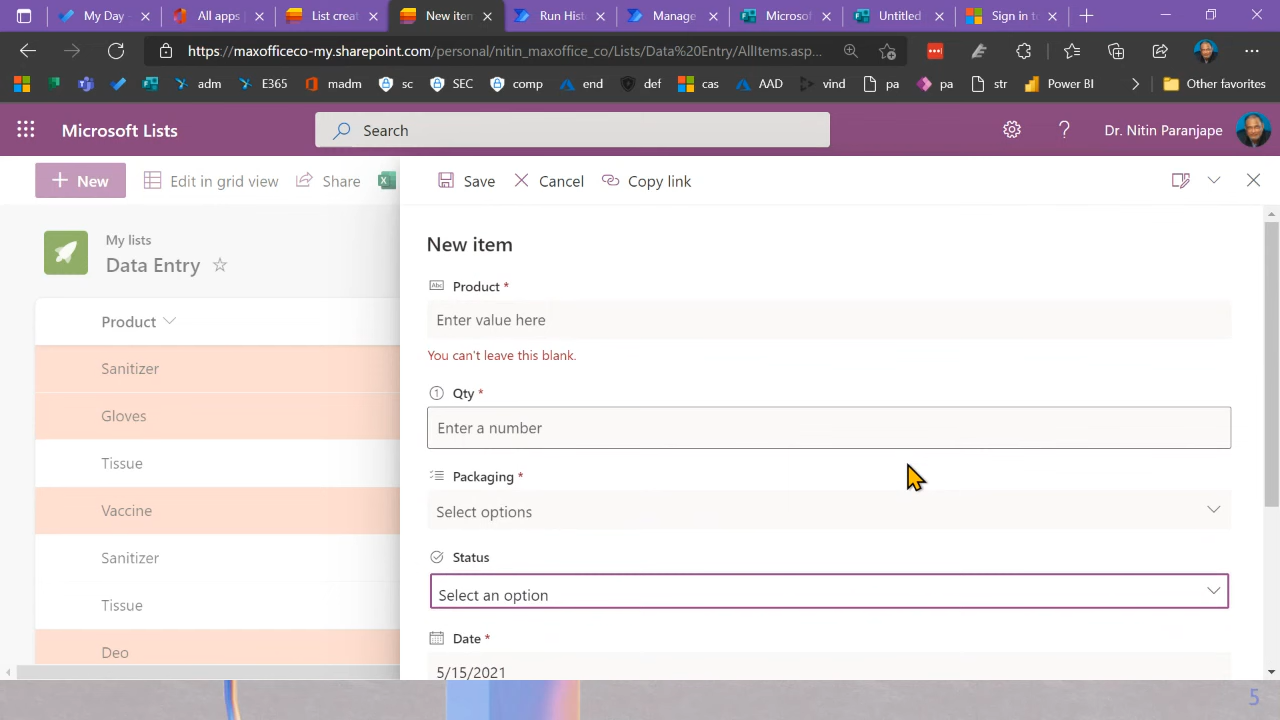 My Day
All apps
List creat
New iten
Run Hist
Manage
Microsof
Untitled
Sign in to
https://maxofficeco-my.sharepoint.com/personal/nitin_maxoffice_co/Lists/Data%20Entry/AllItems.asp...
adm
E365
madm
sc
SEC
comp
end
def
cas
AAD
vind
pa
pa
str
Power BI
Other favorites
Microsoft Lists
Search
Dr. Nitin Paranjape
New
Edit in grid view
Share
Save
Cancel
Copy link
My lists
Data Entry
Product
Sanitizer
Gloves
Tissue
Vaccine
Sanitizer
Tissue
Deo
New item
Abc Product *
Enter value here
You can't leave this blank.
1 Qty *
Enter a number
Packaging *
Select options
Status
Select an option
Date *
5/15/2021
5